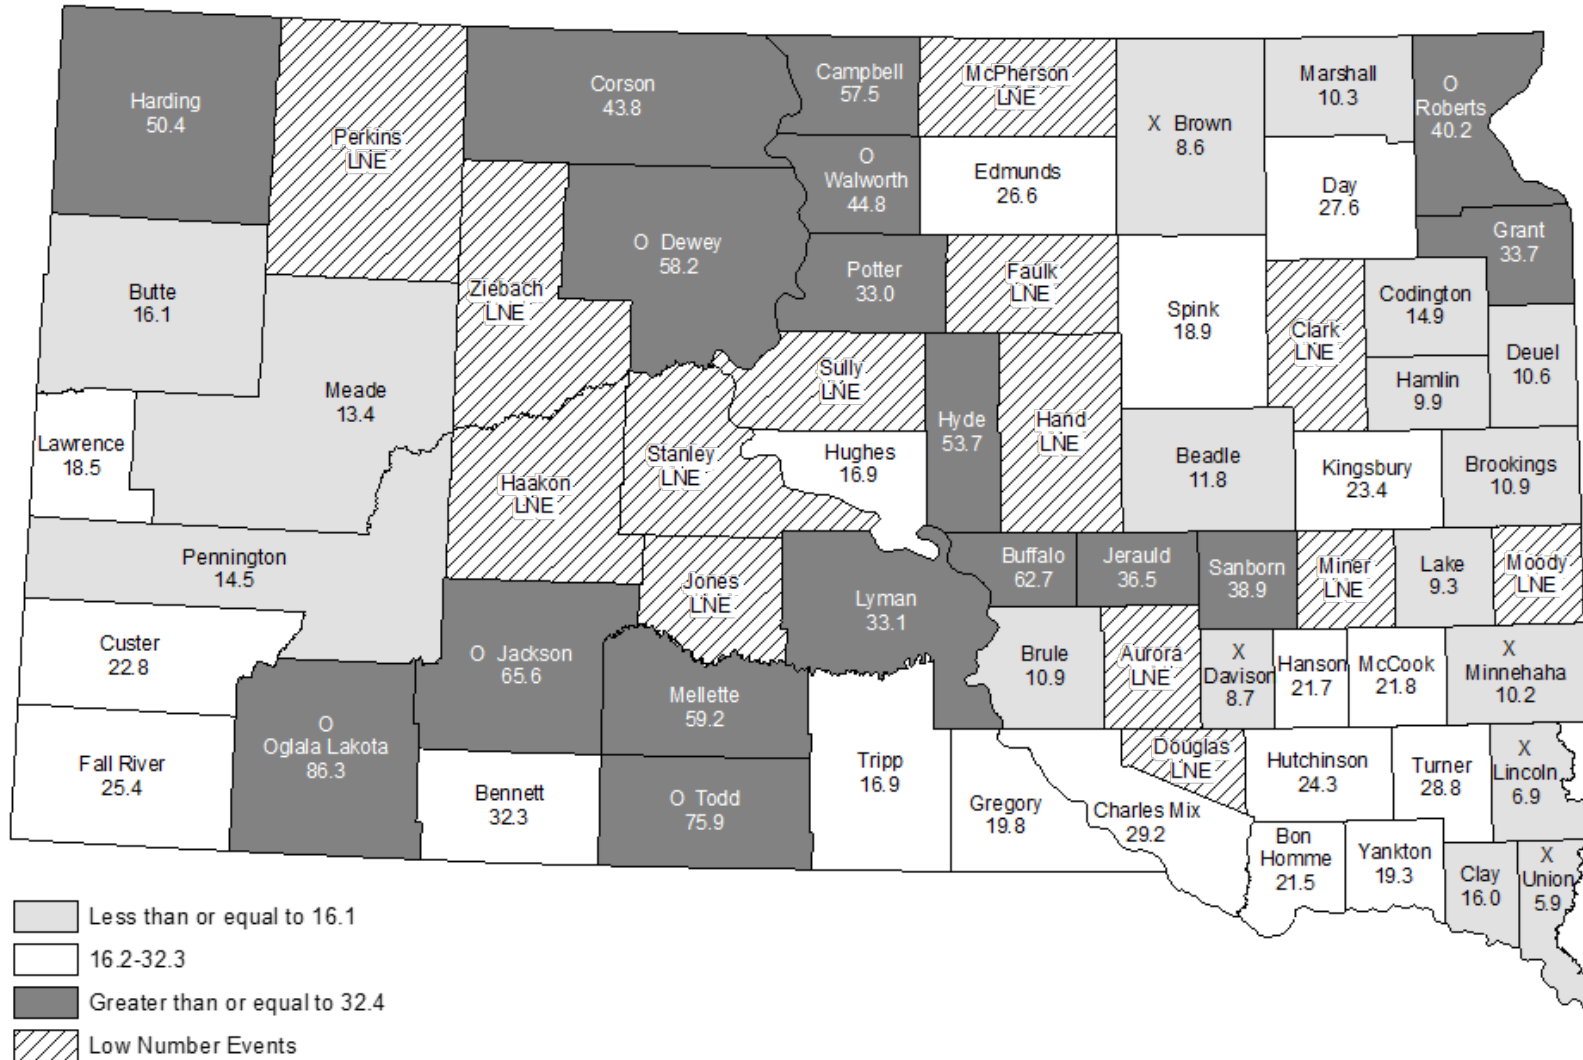 Harding
50.4
Perkins
LNE
Corson
43.8
Campbell
57.5
McPherson
LNE
X Brown
8.6
Marshall
10.3
O
Roberts
40.2
O
Walworth
44.8
Edmunds
26.6
Day
27.6
Grant
33.7
Butte
16.1
Ziebach
LNE
O Dewey
58.2
Potter
33.0
Faulk
LNE
Spink
18.9
Clark
LNE
Codington
14.9
Deuel
10.6
Hamlin
9.9
Meade
13.4
Sully
LNE
Hyde
53.7
Hand
LNE
Lawrence
18.5
Haakon
LNE
Stanley
LNE
Hughes
16.9
Beadle
11.8
Kingsbury
23.4
Brookings
10.9
Pennington
14.5
Jones
LNE
Lyman
33.1
Buffalo
62.7
Jerauld
36.5
Sanborn
38.9
Miner
LNE
Lake
9.3
Moody
LNE
Custer
22.8
O Jackson
65.6
Mellette
59.2
Brule
10.9
Aurora
LNE
X
Davison
8.7
Hanson
21.7
McCook
21.8
X
Minnehaha
10.2
Fall River
25.4
O
Oglala Lakota
86.3
Bennett
32.3
O Todd
75.9
Tripp
16.9
Gregory
19.8
Charles Mix
29.2
Douglas
LNE
Hutchinson
24.3
Turner
28.8
X
Lincoln
6.9
Bon
Homme
21.5
Yankton
19.3
Clay
16.0
X
Union
5.9
Less than or equal to 16.1
16.2-32.3
Greater than or equal to 32.4
Low Number Events